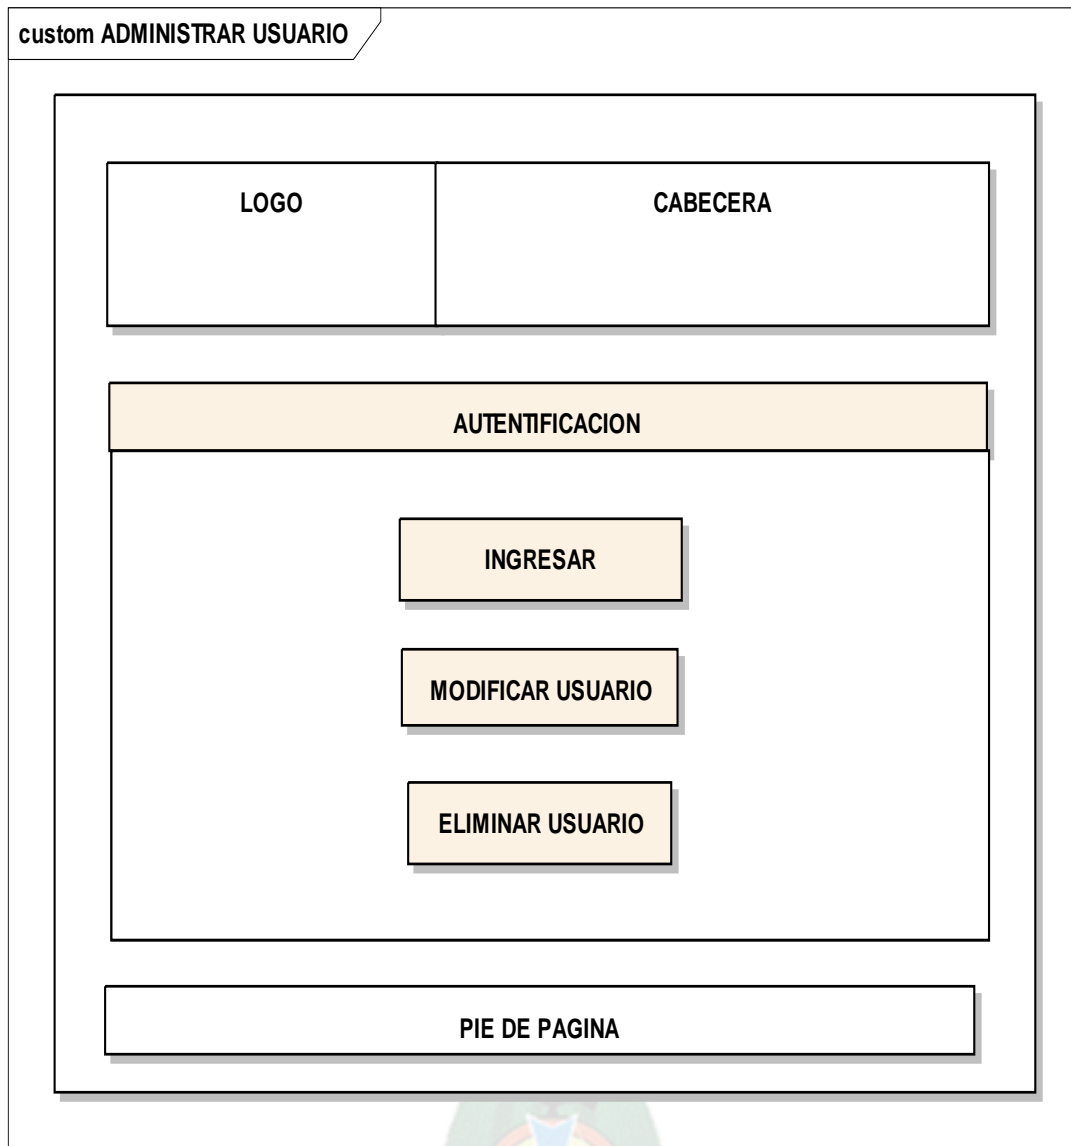 custom ADMINISTRAR USUARIO
LOGO
CABECERA
AUTENTIFICACION
INGRESAR
MODIFICAR USUARIO
ELIMINAR USUARIO
PIE DE PAGINA